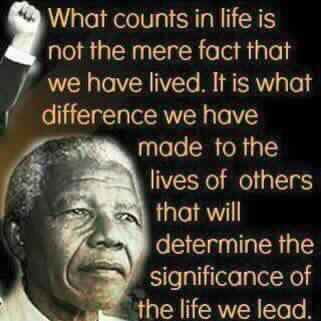 What counts in life is
not the mere fact that
we have lived. It is what
difference we have
made to the
lives of others
that will
determine the
significance of
the life we lead.